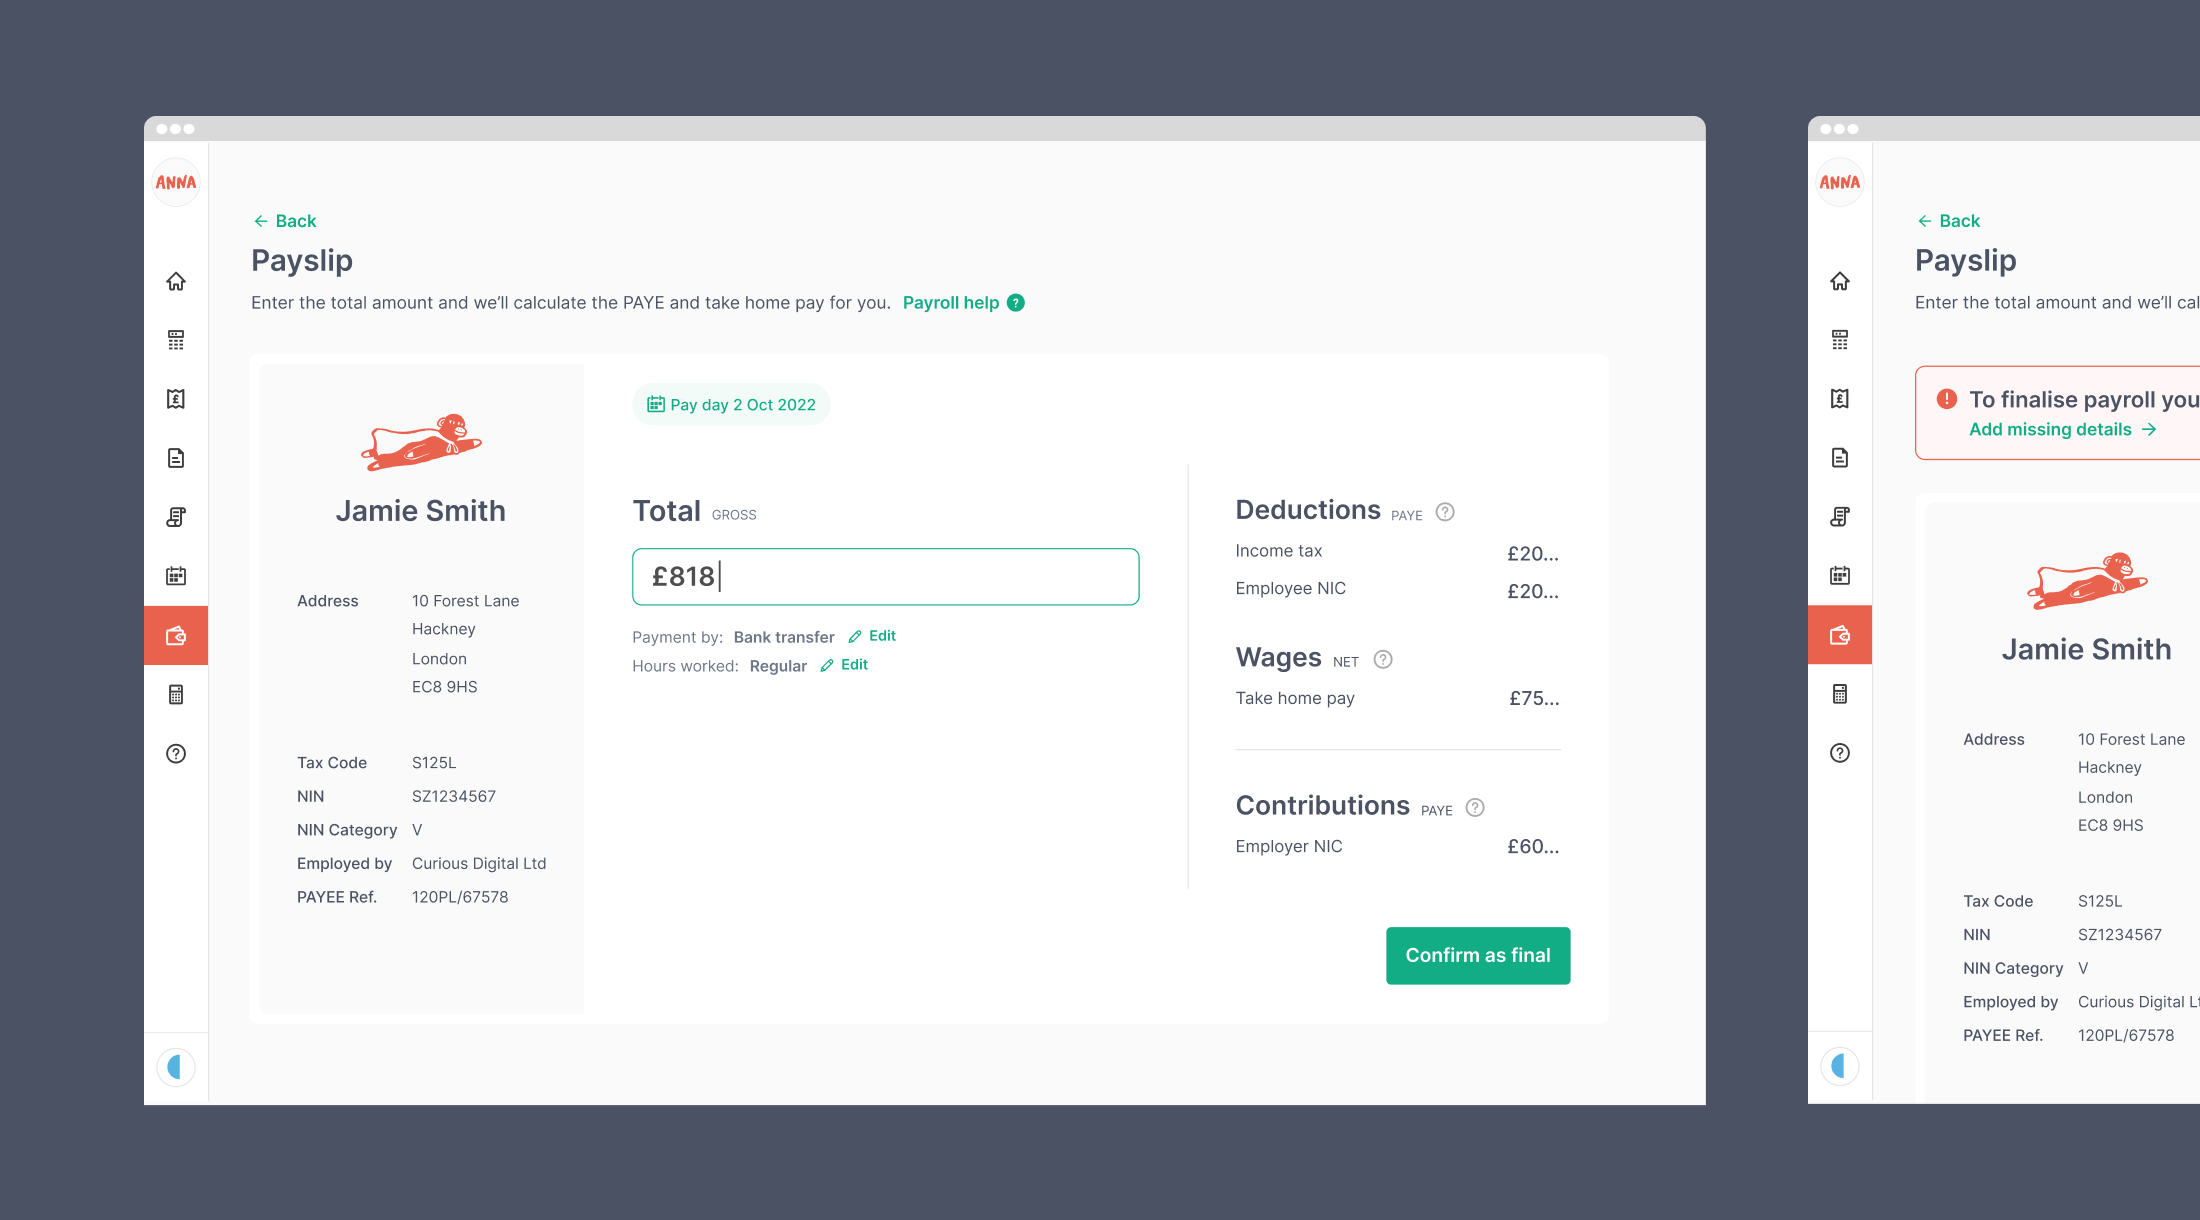 ANNA
← Back
Payslip
Enter the total amount and we’ll calculate the PAYE and take home pay for you. Payroll help ?
Jamie Smith
Address 10 Forest Lane
Hackney
London
EC8 9HS
Tax Code S125L
NIN SZ1234567
NIN Category V
Employed by Curious Digital Ltd
PAYEE Ref. 120PL/67578
Pay day 2 Oct 2022
Total GROSS
£818
Payment by: Bank transfer Edit
Hours worked: Regular Edit
Deductions PAYE ?
Income tax £20...
Employee NIC £20...
Wages NET ?
Take home pay £75...
Contributions PAYE ?
Employer NIC £60...
Confirm as final
ANNA
← Back
Payslip
Enter the total amount and we’ll cal
! To finalise payroll you
Add missing details →
Jamie Smith
Address 10 Forest Lane
Hackney
London
EC8 9HS
Tax Code S125L
NIN SZ1234567
NIN Category V
Employed by Curious Digital Lt
PAYEE Ref. 120PL/67578